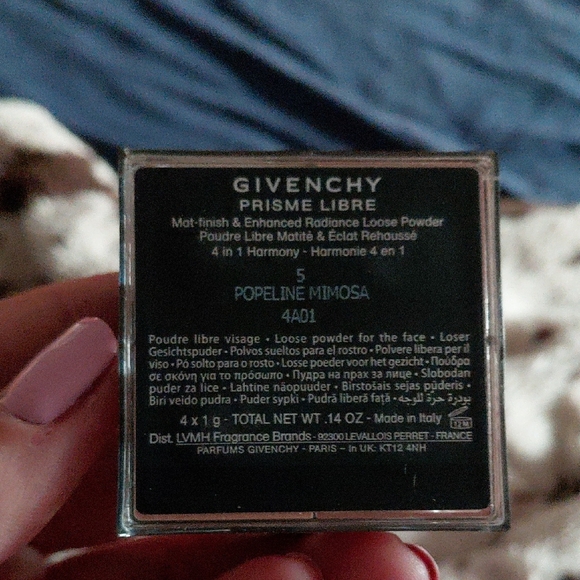 GIVENCHY
PRISME LIBRE
Mat-finish & Enhanced Radiance Loose Powder
Poudre Libre Matité & Éclat Rehaussé
4 in 1 Harmony - Harmonie 4 en 1
5
POPELINE MIMOSA
4A01
Poudre libre visage • Loose powder for the face • Loser
Gesichtspuder • Polvos sueltos para el rostro • Polvere libera per il
viso • Pó solto para o rosto • Losse poeder voor het gezicht • Πούδρα
σε σκόνη για το πρόσωπο • Пудра на прах за лице • Slobodan
puder za lice • Lahtine näopuuder • Birstošais sejas pūderis •
Biri veido pudra • Puder sypki • Pudră liberă față • بودرة حرة للوجه
4 x 1 g - TOTAL NET WT .14 OZ - Made in Italy
12 M
Dist. LVMH Fragrance Brands - 92300 LEVALLOIS PERRET - FRANCE
PARFUMS GIVENCHY - PARIS – In UK: KT12 4NH